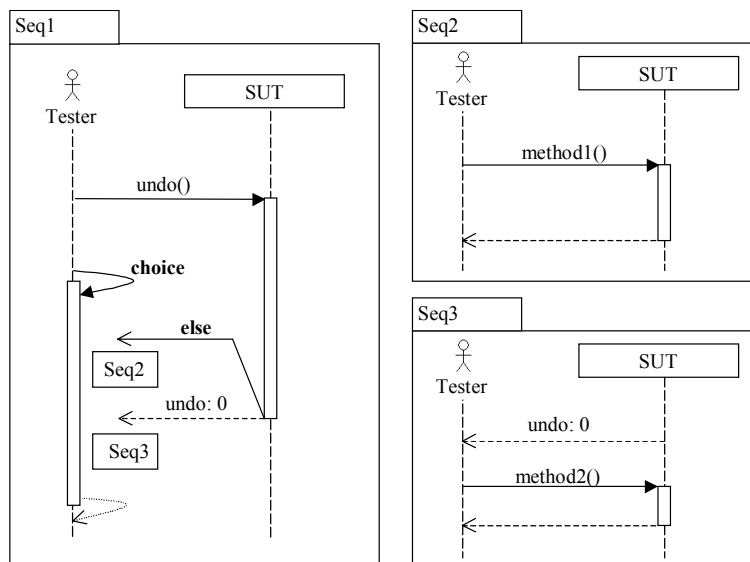 Seq1
Tester
SUT
undo()
choice
else
Seq2
undo: 0
Seq3
Seq2
Tester
SUT
method1()
Seq3
Tester
SUT
undo: 0
method2()